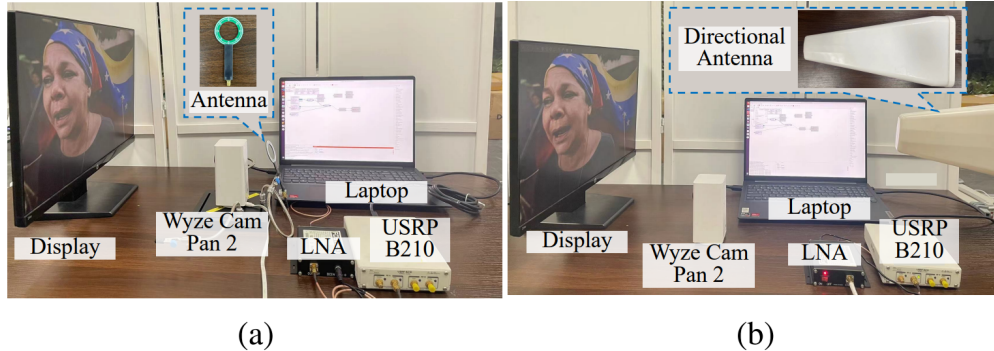 Antenna
Laptop
Wyze Cam
Pan 2
Display
LNA
USRP
B210
(a)
Directional
Antenna
Laptop
Wyze Cam
Pan 2
Display
LNA
USRP
B210
(b)